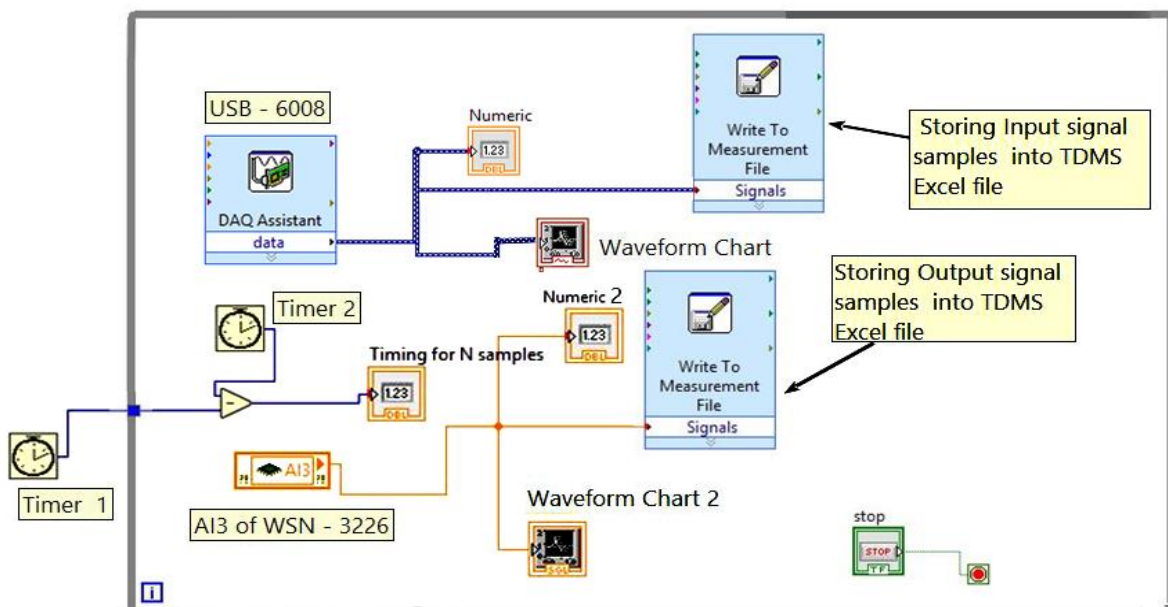 USB - 6008
DAQ Assistant
data
Numeric
1.23
DBL
Write To
Measurement
File
Signals
Storing Input signal
samples into TDMS
Excel file
Waveform Chart
Timer 2
Timing for N samples
1.23
DBL
Numeric 2
1.23
DBL
Write To
Measurement
File
Signals
Storing Output signal
samples into TDMS
Excel file
Timer 1
AI3
AI3 of WSN - 3226
Waveform Chart 2
SGL
stop
STOP
TF
i